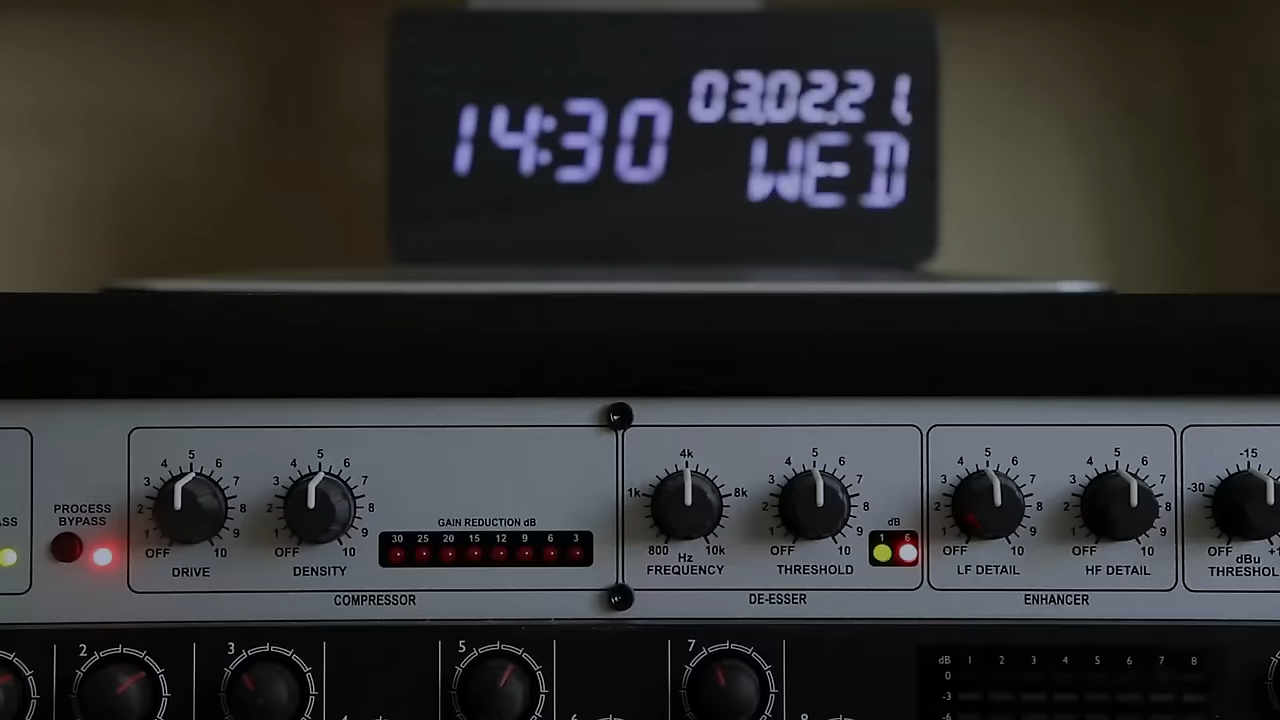 14:30
03.02.21.
WED
PROCESS
BYPASS
ASS
OFF 1 2 3 4 5 6 7 8 9 10
DRIVE
OFF 1 2 3 4 5 6 7 8 9 10
DENSITY
GAIN REDUCTION dB
30 25 20 15 12 9 6 3
COMPRESSOR
800 1k 4k 8k 10k
Hz
FREQUENCY
OFF 1 2 3 4 5 6 7 8 9 10
THRESHOLD
dB
1 6
DE-ESSER
OFF 1 2 3 4 5 6 7 8 9 10
LF DETAIL
OFF 1 2 3 4 5 6 7 8 9 10
HF DETAIL
ENHANCER
OFF -30 -15
dBu
THRESHOL
2
3
5
7
dB 1 2 3 4 5 6 7 8
0
-3
-6